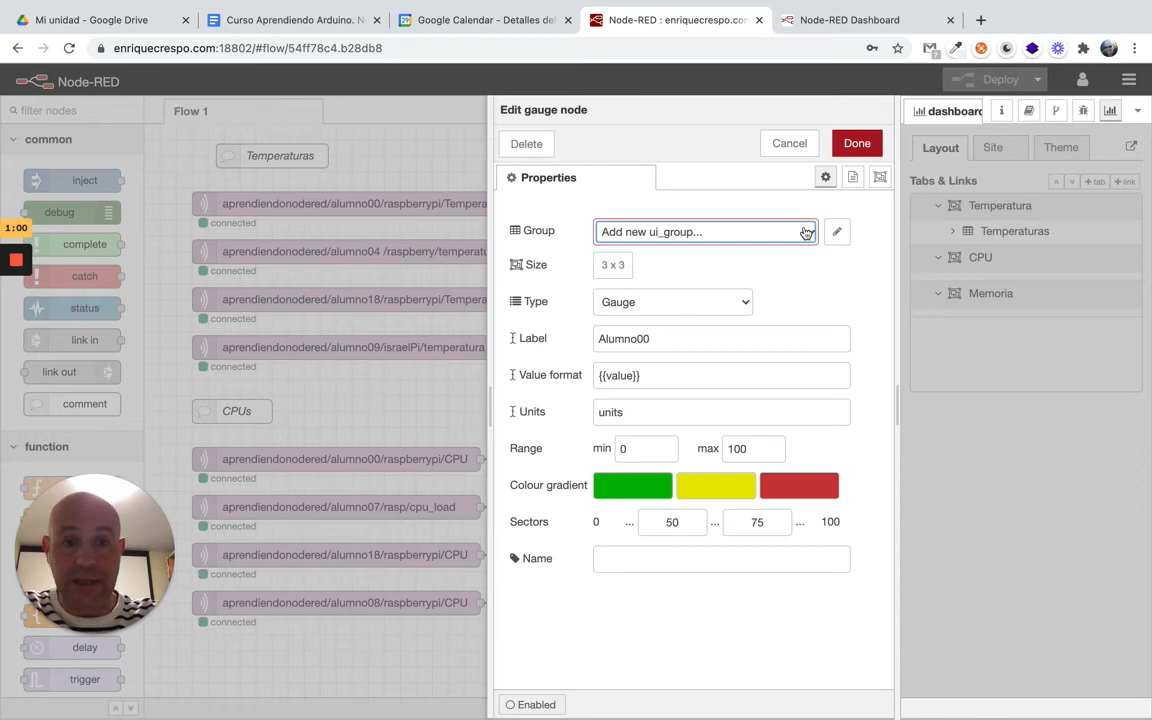 Mi unidad - Google Drive
Curso Aprendiendo Arduino. N
Google Calendar - Detalles de
Node-RED : enriquecrespo.com
Node-RED Dashboard
enriquecrespo.com:18802/#flow/54ff78c4.b28db8
Node-RED
Deploy
filter nodes
Flow 1
Edit gauge node
dashboard
Delete
Cancel
Done
Layout
Site
Theme
common
Temperaturas
Properties
Tabs & Links
+ tab
+ link
inject
debug
1:00
complete
catch
status
link in
link out
comment
function
delay
trigger
aprendiendonodered/alumno00/raspberrypi/Tempera
connected
aprendiendonodered/alumno04 /raspberry/temperatu
connected
aprendiendonodered/alumno18/raspberrypi/Tempera
connected
aprendiendonodered/alumno09/israelPi/temperatura
connected
CPUs
aprendiendonodered/alumno00/raspberrypi/CPU
connected
aprendiendonodered/alumno07/rasp/cpu_load
connected
aprendiendonodered/alumno18/raspberrypi/CPU
connected
aprendiendonodered/alumno08/raspberrypi/CPU
connected
Group
Add new ui_group...
Size
3 x 3
Type
Gauge
Label
Alumno00
Value format
{{value}}
Units
units
Range
min
0
max
100
Colour gradient
Sectors
0
...
50
...
75
...
100
Name
Enabled
Temperatura
Temperaturas
CPU
Memoria